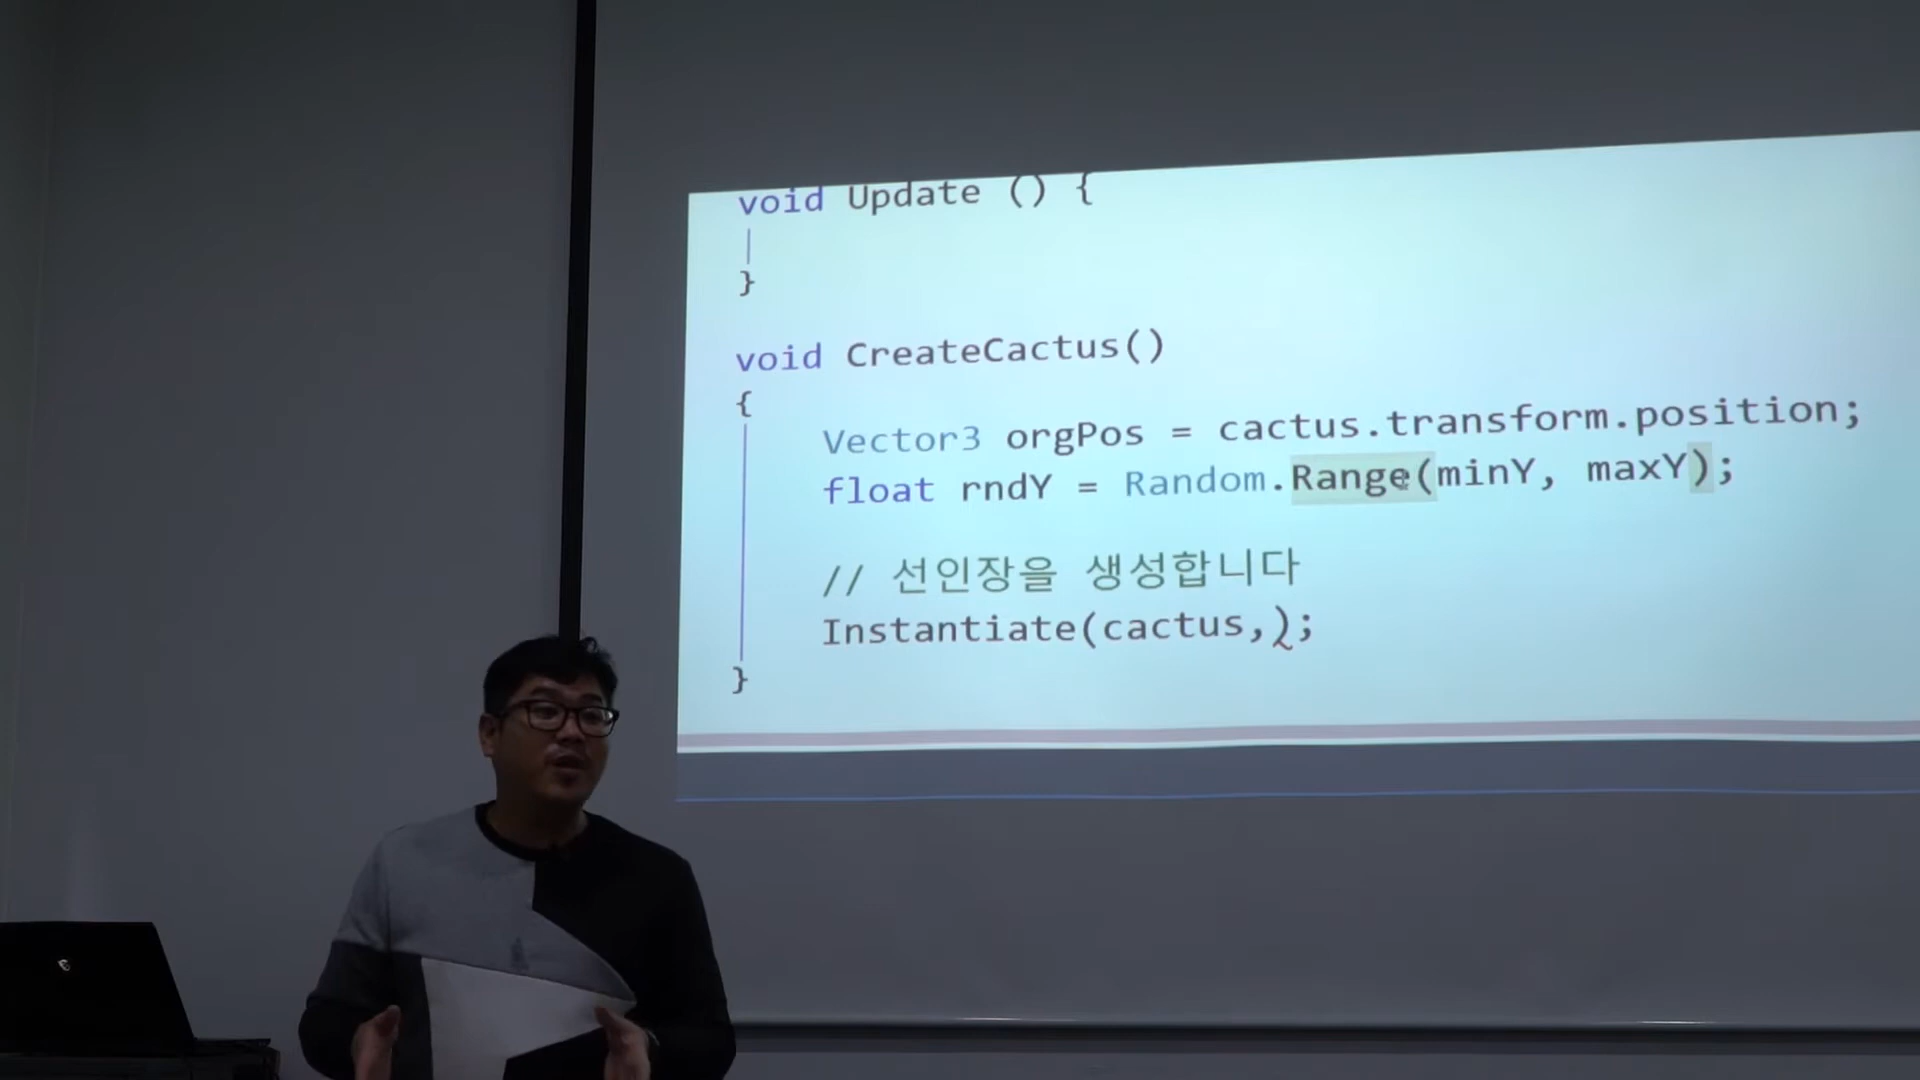 void Update () {
}
void CreateCactus()
{
Vector3 orgPos = cactus.transform.position;
float rndY = Random.Range(minY, maxY);
// 선인장을 생성합니다
Instantiate(cactus,);
}